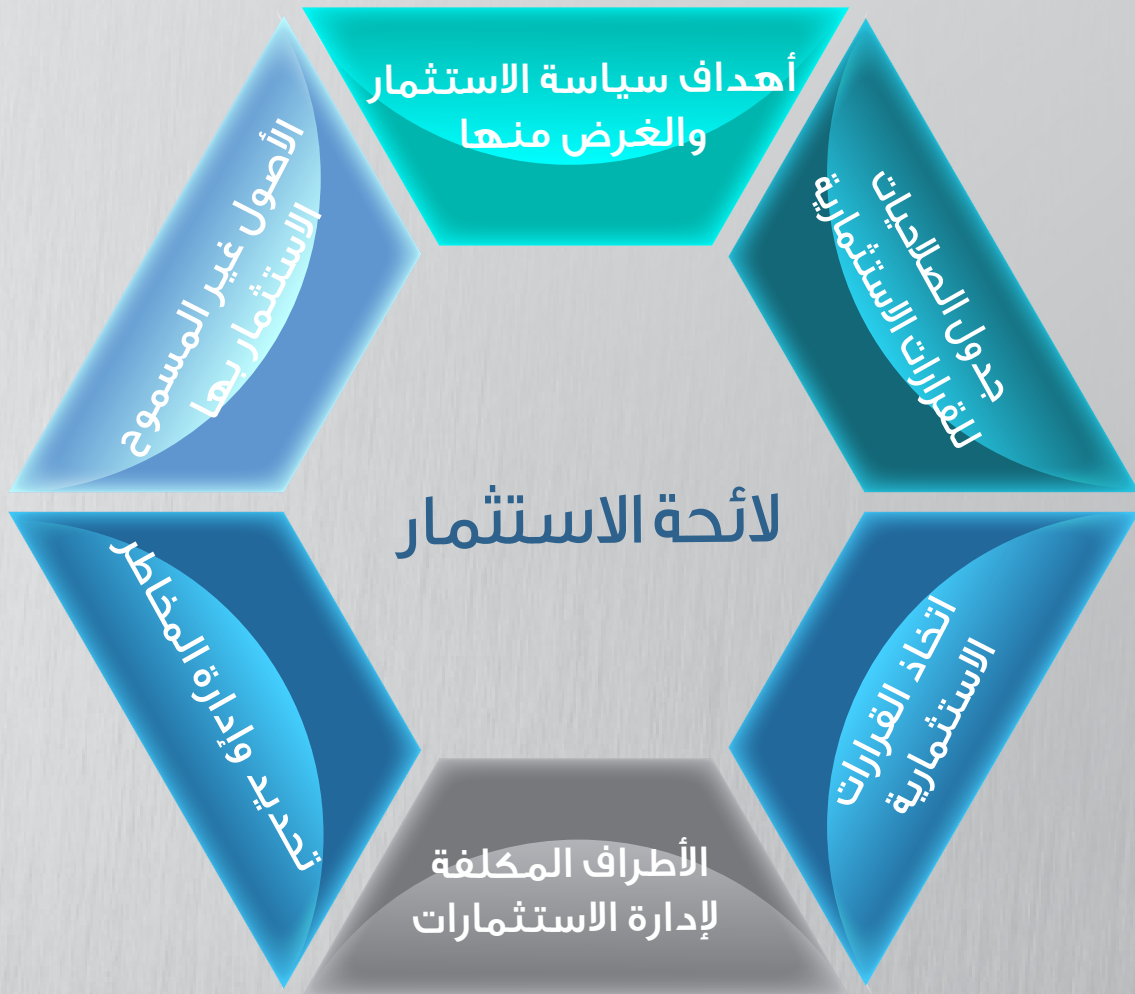 أهداف سياسة الاستثمار
والغرض منها
جدول الصلاحيات
للقرارات الاستثمارية
اتخاذ القرارات
الاستثمارية
الأطراف المكلفة
لإدارة الاستثمارات
تحديد وإدارة المخاطر
الأصول غير المسموح
الاستثمار بها
لائحة الاستثمار